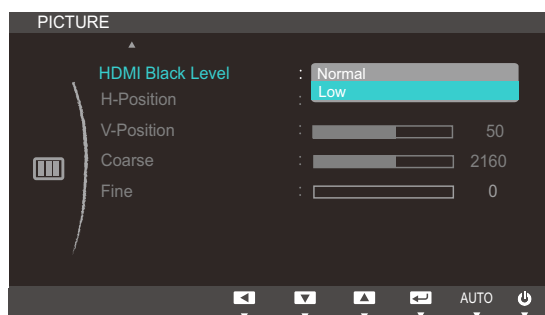 PICTURE
HDMI Black Level : Normal
Low
H-Position :
V-Position : 50
Coarse : 2160
Fine : 0
AUTO